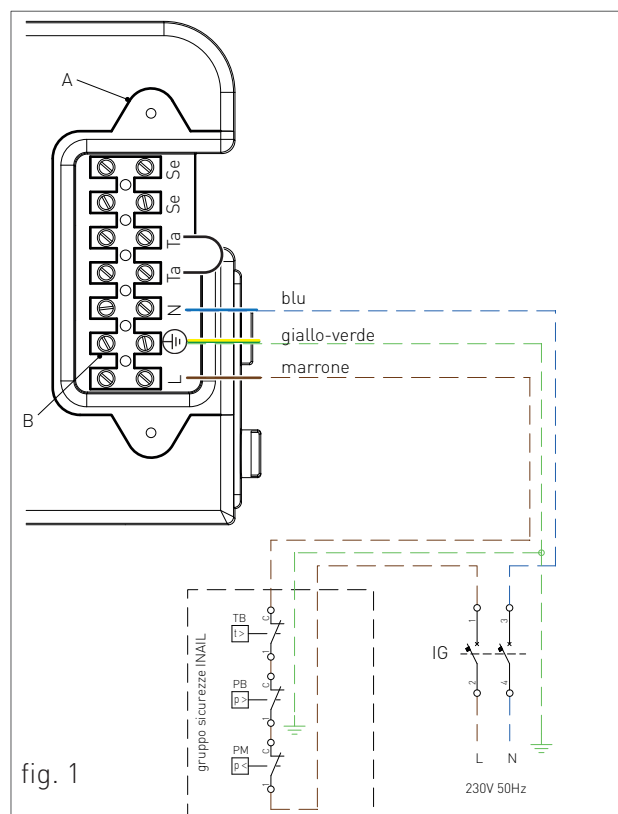 A
Se
Se
Ta
Ta
N
L
B
blu
giallo-verde
marrone
gruppo sicurezze INAIL
TB
t>
C
1
PB
p>
C
1
PM
p<
C
1
IG
1
3
2
4
L
N
230V 50Hz
fig. 1